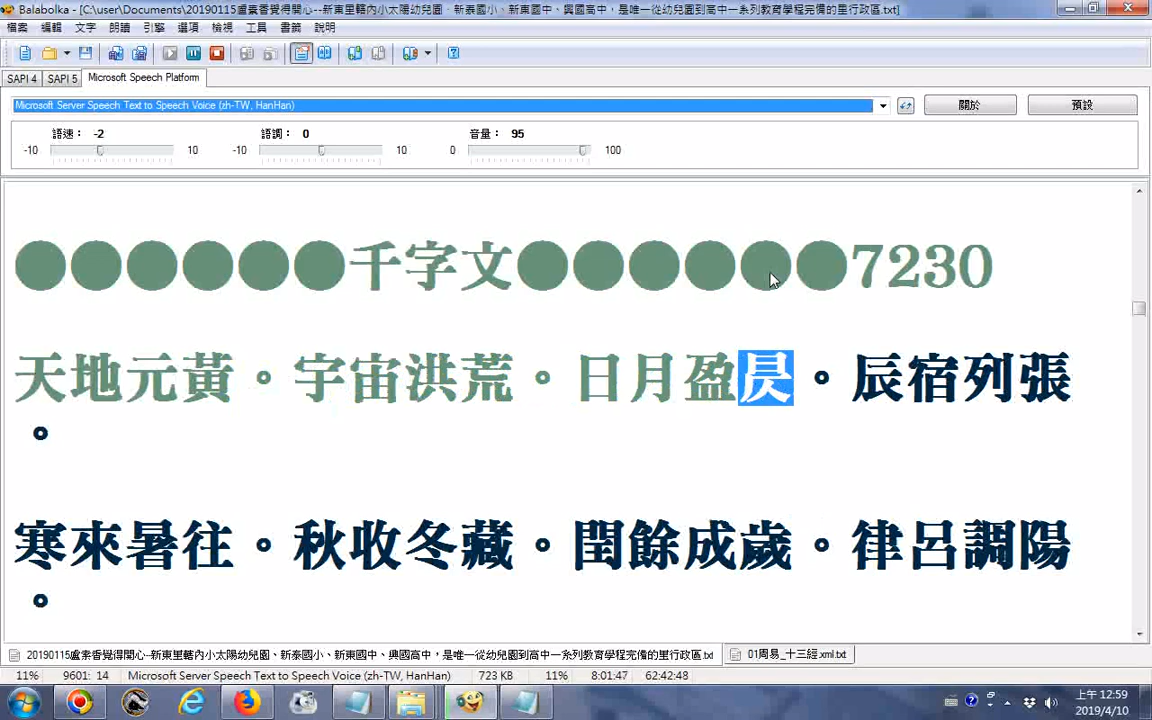 Balabolka - [C:\user\Documents\20190115盧素香覺得開心--新東里轄內小太陽幼兒園、新泰國小、新東國中、興國高中，是唯一從幼兒園到高中一系列教育學程完備的里行政區.txt]
檔案 編輯 文字 朗讀 引擎 選項 檢視 工具 書籤 說明
SAPI 4 SAPI 5 Microsoft Speech Platform
Microsoft Server Speech Text to Speech Voice (zh-TW, HanHan)
關於 預設
語速： -2 語調： 0 音量： 95
-10 10 -10 10 0 100
●●●●●●千字文●●●●●●7230
天地元黃。宇宙洪荒。日月盈昃。辰宿列張
。
寒來暑往。秋收冬藏。閏餘成歲。律呂調陽
。
20190115盧素香覺得開心--新東里轄內小太陽幼兒園、新泰國小、新東國中、興國高中，是唯一從幼兒園到高中一系列教育學程完備的里行政區.txt 01周易_十三經.xml.txt
11% 9601: 14 Microsoft Server Speech Text to Speech Voice (zh-TW, HanHan) 723 KB 11% 8:01:47 62:42:48
上午 12:59
2019/4/10